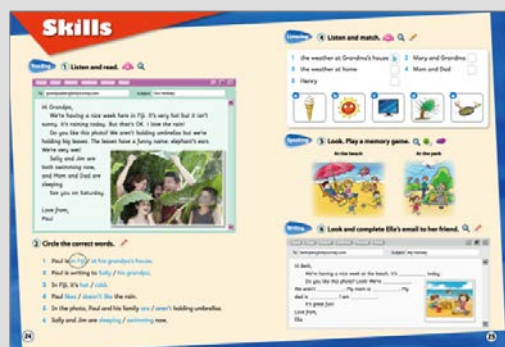 Skills
Reading 1 Listen and read.
Subject: my holiday
Hi Grandpa,
We're having a nice week here in Fiji. It's very hot but it isn't
sunny. It's raining today. But that's OK. I love the rain!
Do you like this photo? We aren't holding umbrellas but we're
holding big leaves. The leaves have a funny name: elephant's ears.
We're very wet!
Sally and Jim are
both swimming now,
and Mom and Dad are
sleeping.
See you on Saturday.
Love from,
Paul
2 Circle the correct words.
1 Paul is in Fiji / at his grandpa's house.
2 Paul is writing to Sally / his grandpa.
3 In Fiji, it's hot / cold.
4 Paul likes / doesn't like the rain.
5 In the photo, Paul and his family are / aren't holding umbrellas.
6 Sally and Jim are sleeping / swimming now.
24
Listening 4 Listen and match.
1 the weather at Grandma's house b 3 Mary and Grandma
2 the weather at home 4 Mom and Dad
5 Henry
a b c d e
Speaking 5 Look. Play a memory game.
At the beach At the park
Writing 6 Look and complete Ella's email to her friend.
Subject: my holiday
Hi Beth,
We're having a nice week at the beach. It's today.
Do you like this photo? Look! We're
We aren't My mom is My
dad is I am
It's great fun!
Love from,
Ella
25